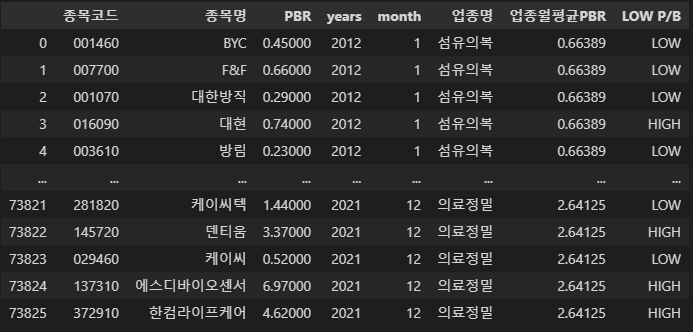 종목코드 종목명 PBR years month 업종명 업종월평균PBR LOW P/B
0 001460 BYC 0.45000 2012 1 섬유의복 0.66389 LOW
1 007700 F&F 0.66000 2012 1 섬유의복 0.66389 LOW
2 001070 대한방직 0.29000 2012 1 섬유의복 0.66389 LOW
3 016090 대현 0.74000 2012 1 섬유의복 0.66389 HIGH
4 003610 방림 0.23000 2012 1 섬유의복 0.66389 LOW
... ... ... ... ... ... ... ... ...
73821 281820 케이씨텍 1.44000 2021 12 의료정밀 2.64125 LOW
73822 145720 덴티움 3.37000 2021 12 의료정밀 2.64125 HIGH
73823 029460 케이씨 0.52000 2021 12 의료정밀 2.64125 LOW
73824 137310 에스디바이오센서 6.97000 2021 12 의료정밀 2.64125 HIGH
73825 372910 한컴라이프케어 4.62000 2021 12 의료정밀 2.64125 HIGH